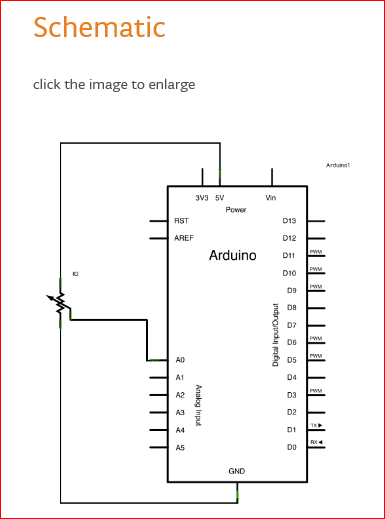 Schematic
click the image to enlarge
Arduino1
3V3 5V Vin
Power
RST D13
AREF D12
Arduino
D11 PWM
D10 PWM
R2
D9 PWM
D8
D7
Digital Input/Output
D6 PWM
A0 D5 PWM
A1 D4
A2 D3 PWM
Analog Input
A3 D2
A4 D1 TX ▶
A5 D0 RX ◀
GND